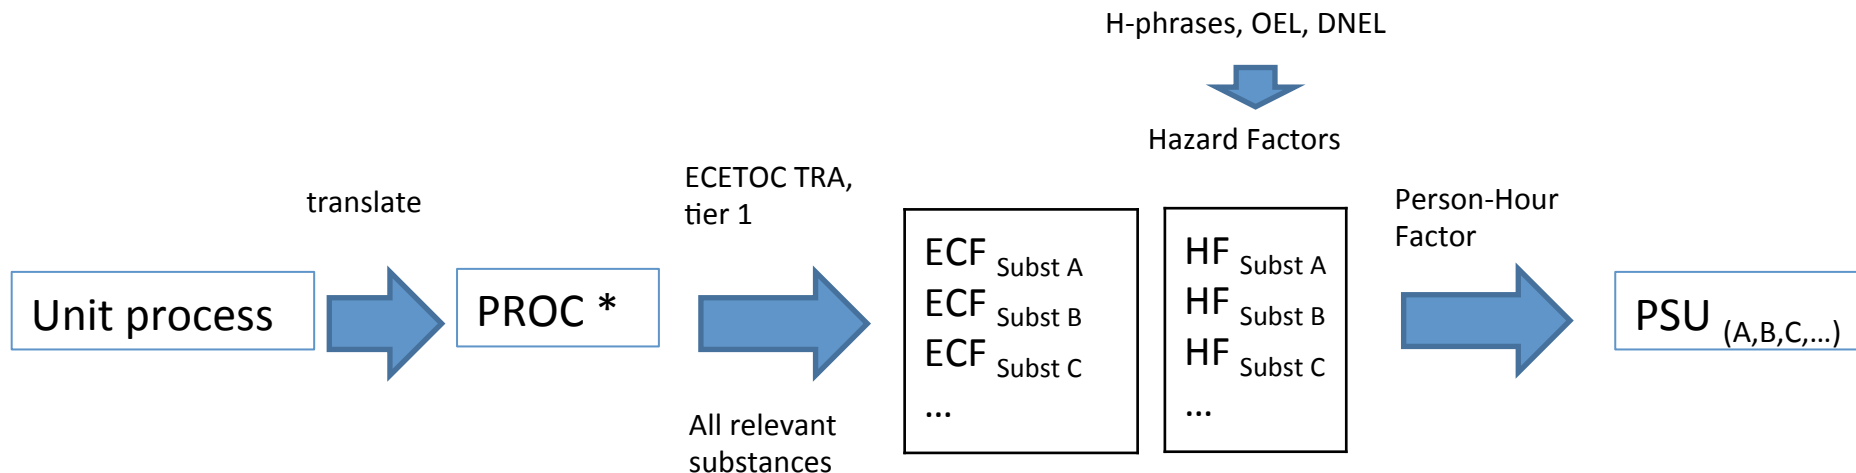 H-phrases, OEL, DNEL
Hazard Factors
translate
ECETOC TRA,
tier 1
Person-Hour
Factor
Unit process
PROC *
ECF Subst A
ECF Subst B
ECF Subst C
...
HF Subst A
HF Subst B
HF Subst C
...
PSU (A,B,C,...)
All relevant
substances